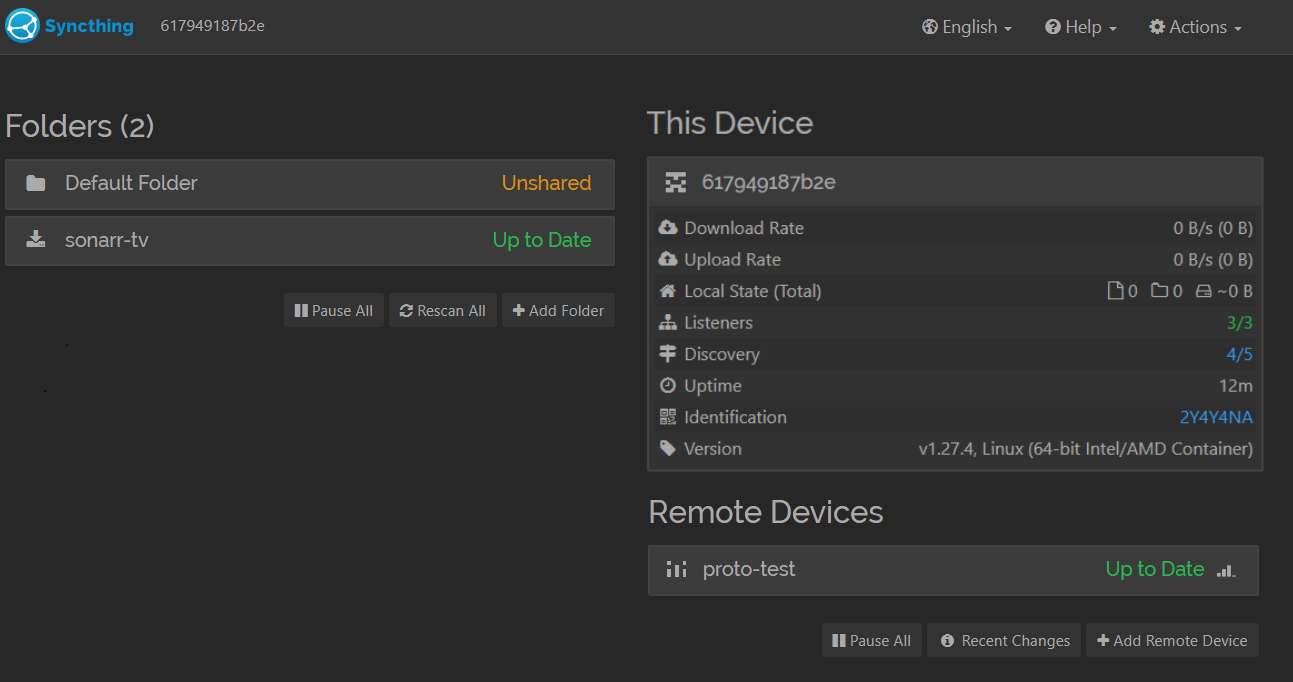 Syncthing 617949187b2e English Help Actions
Folders (2)
Default Folder Unshared
sonarr-tv Up to Date
Pause All Rescan All Add Folder
This Device
617949187b2e
Download Rate 0 B/s (0 B)
Upload Rate 0 B/s (0 B)
Local State (Total) 0 0 ~0 B
Listeners 3/3
Discovery 4/5
Uptime 12m
Identification 2Y4Y4NA
Version v1.27.4, Linux (64-bit Intel/AMD Container)
Remote Devices
proto-test Up to Date
Pause All Recent Changes Add Remote Device